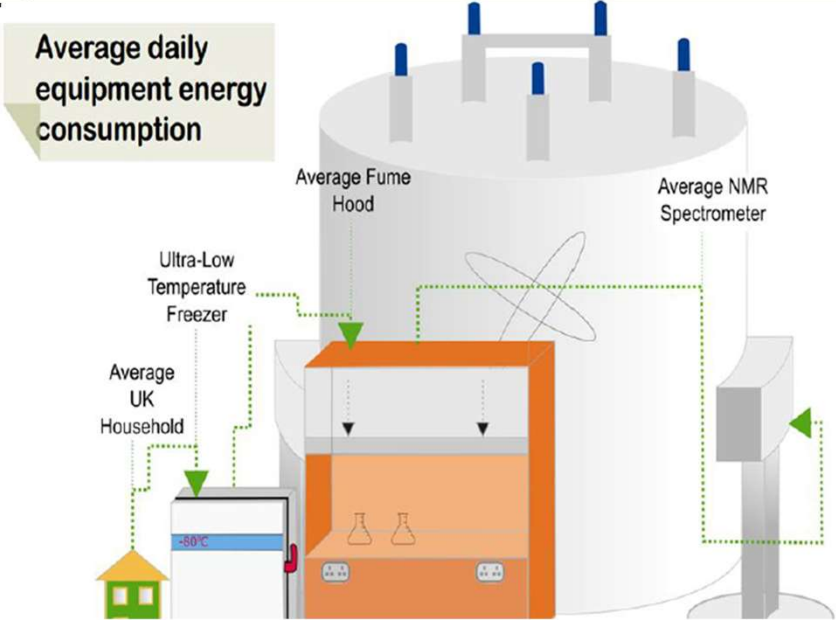 Average daily
equipment energy
consumption
Average Fume
Hood
Average NMR
Spectrometer
Ultra-Low
Temperature
Freezer
Average
UK
Household
-80℃